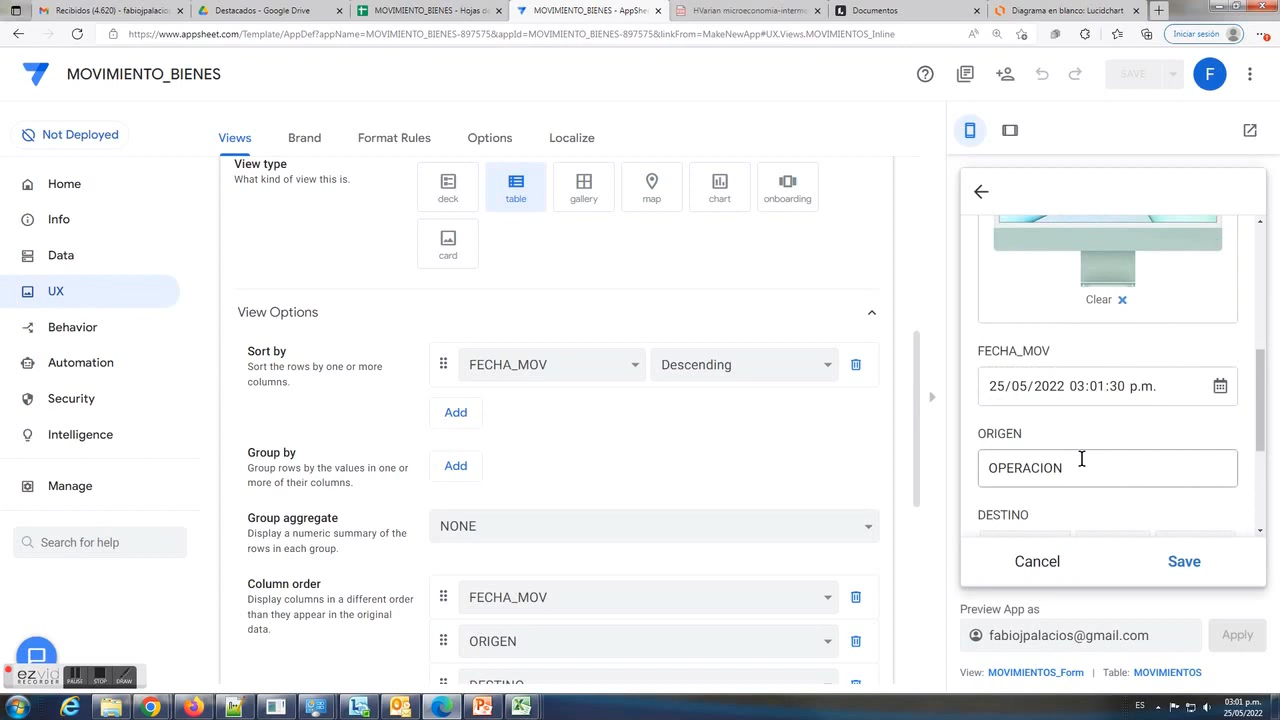 Recibidos (4.620) - fabiojpalacios
Destacados - Google Drive
MOVIMIENTO_BIENES - Hojas de
MOVIMIENTO_BIENES - AppShe
HVarian microeconomia-interme
Documentos
Diagrama en blanco: Lucidchart
https://www.appsheet.com/Template/AppDef?appName=MOVIMIENTO_BIENES-897575&appId=MOVIMIENTO_BIENES-897575&linkFrom=MakeNewApp#UX.Views.MOVIMIENTOS_Inline
Iniciar sesión
MOVIMIENTO_BIENES
SAVE
F
Not Deployed
Views
Brand
Format Rules
Options
Localize
Home
Info
Data
UX
Behavior
Automation
Security
Intelligence
Manage
Search for help
View type
What kind of view this is.
deck
table
gallery
map
chart
onboarding
card
View Options
Sort by
Sort the rows by one or more
columns.
FECHA_MOV
Descending
Add
Group by
Group rows by the values in one or
more of their columns.
Add
Group aggregate
Display a numeric summary of the
rows in each group.
NONE
Column order
Display columns in a different order
than they appear in the original
data.
FECHA_MOV
ORIGEN
DESTINO
Clear
FECHA_MOV
25/05/2022 03:01:30 p.m.
ORIGEN
OPERACION
DESTINO
Cancel
Save
Preview App as
fabiojpalacios@gmail.com
Apply
View: MOVIMIENTOS_Form | Table: MOVIMIENTOS
ezvid
RECORDER
PAUSE
STOP
DRAW
ES
03:01 p.m.
25/05/2022